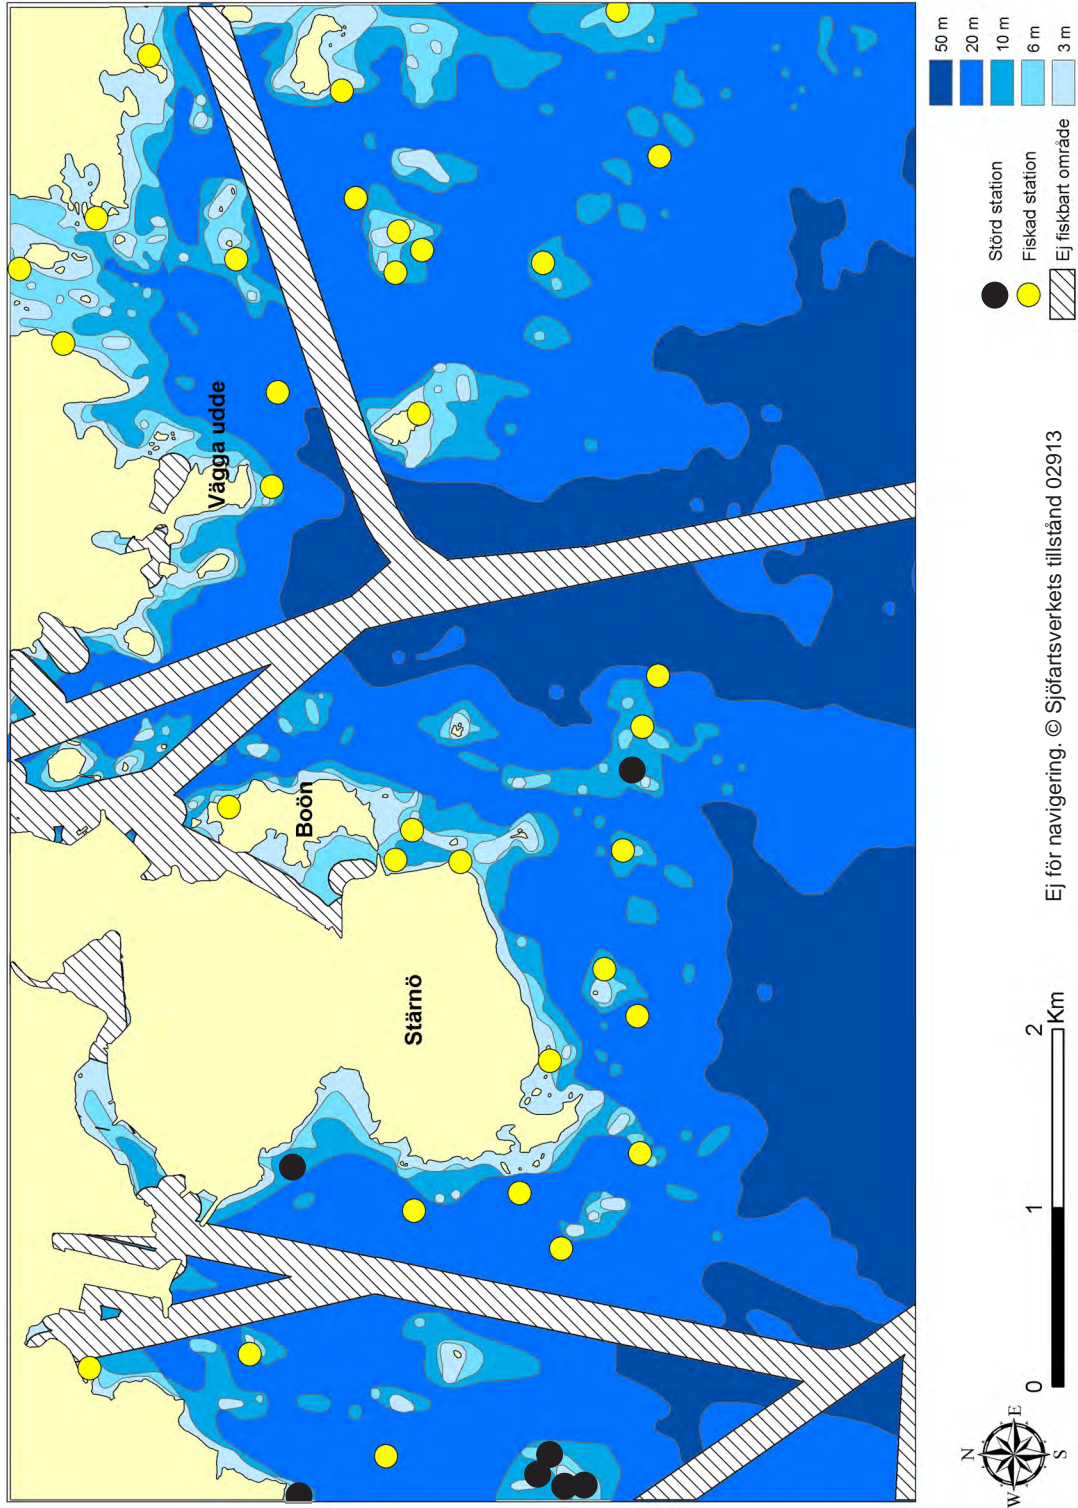 Vägga udde
Boön
Stärnö
N
W
E
S
0 1 2 Km
Ej för navigering. © Sjöfartsverkets tillstånd 02913
Störd station
Fiskad station
Ej fiskbart område
50 m
20 m
10 m
6 m
3 m